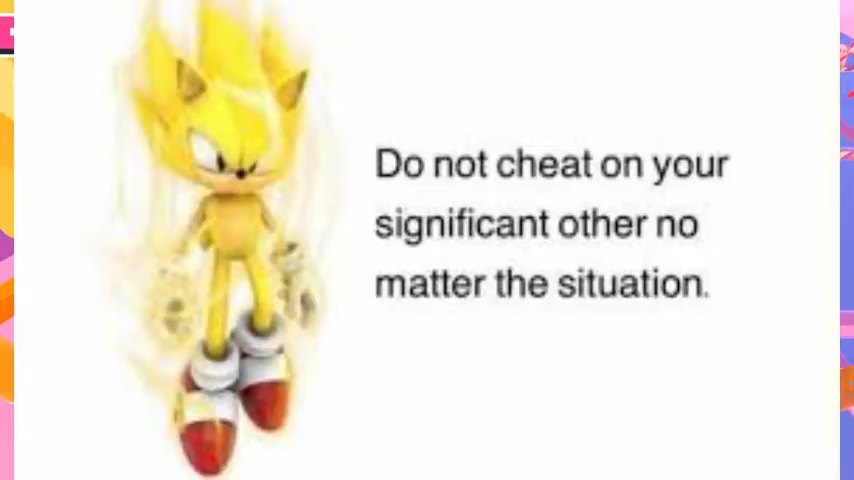 Do not cheat on your
significant other no
matter the situation.